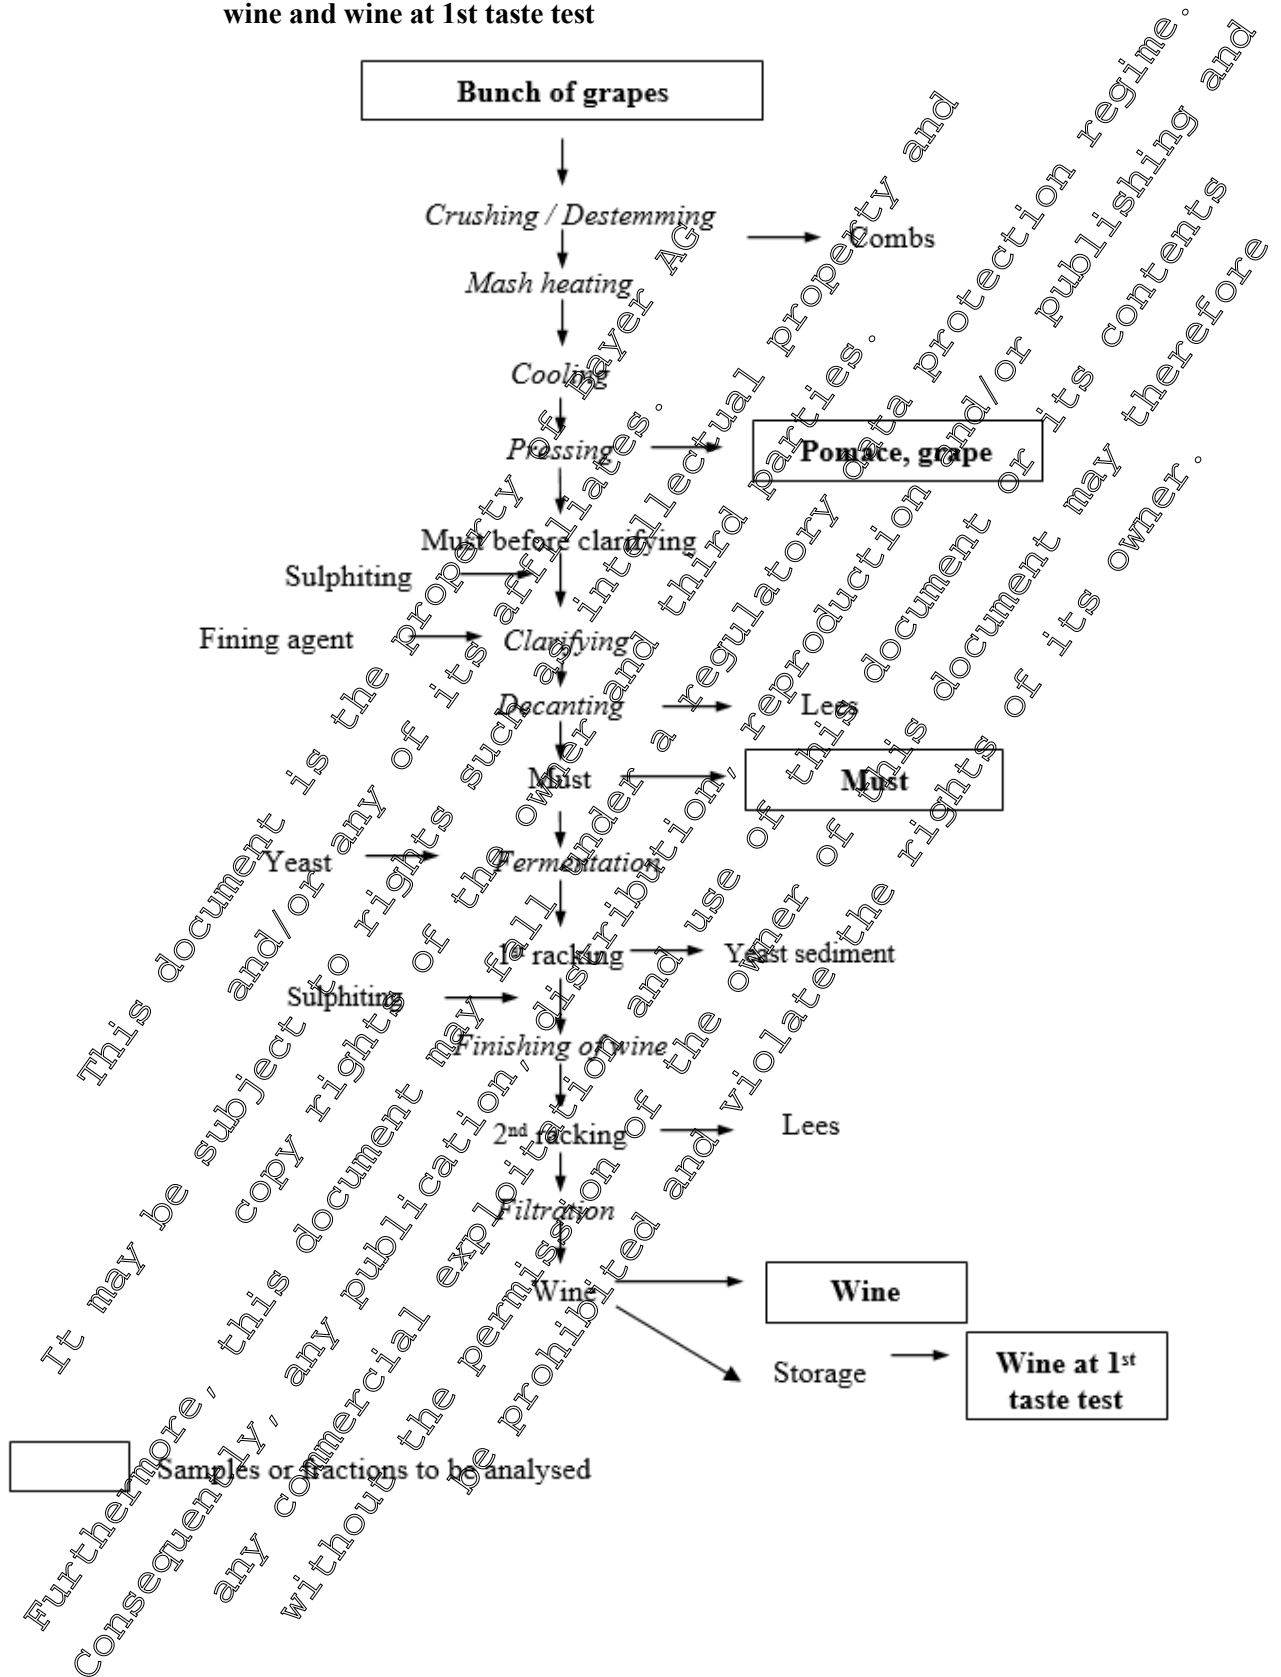 wine and wine at 1st taste test
Bunch of grapes
Crushing / Destemming
Combs
Mash heating
Cooling
Pressing
Pomace, grape
Must before clarifying
Sulphiting
Fining agent
Clarifying
Decanting
Lees
Must
Must
Yeast
Fermentation
1st racking
Yeast sediment
Sulphiting
Finishing of wine
2nd racking
Lees
Filtration
Wine
Wine
Storage
Wine at 1st
taste test
Samples or fractions to be analysed
This document is the property of Bayer AG
and/or any of its affiliates.
It may be subject to rights such as intellectual property and
copy rights of the owner and third parties.
Furthermore, this document may fall under a regulatory data protection regime.
Consequently, any publication, distribution, reproduction and/or publishing and
any commercial exploitation and use of this document or its contents
without the permission of the owner of this document may therefore
be prohibited and violate the rights of its owner.